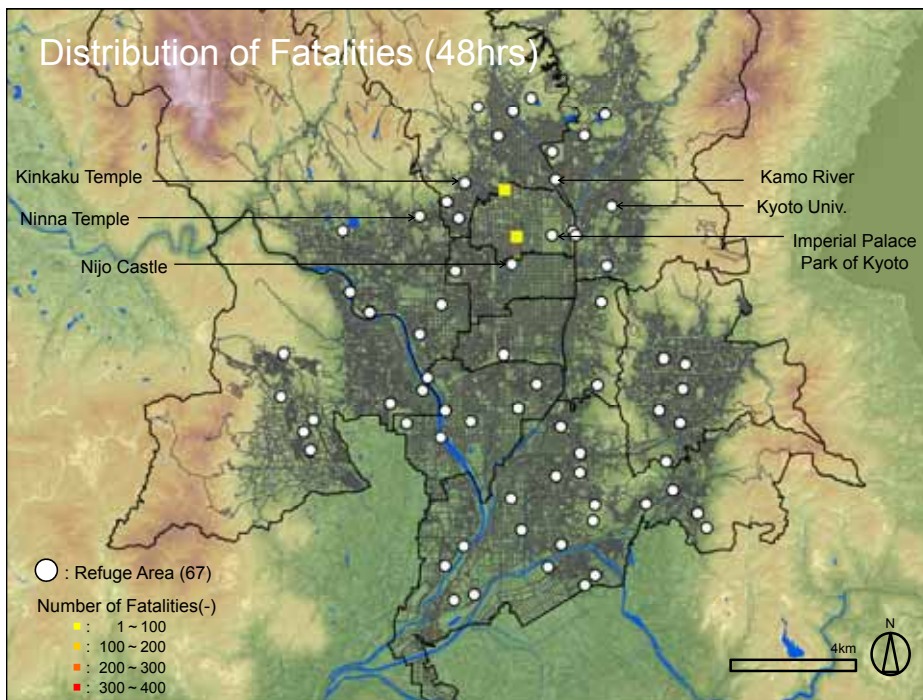 Distribution of Fatalities (48hrs)
Kinkaku Temple
Kamo River
Ninna Temple
Kyoto Univ.
Imperial Palace
Park of Kyoto
Nijo Castle
: Refuge Area (67)
Number of Fatalities(-)
: 1 ~ 100
: 100 ~ 200
: 200 ~ 300
: 300 ~ 400
4km
N